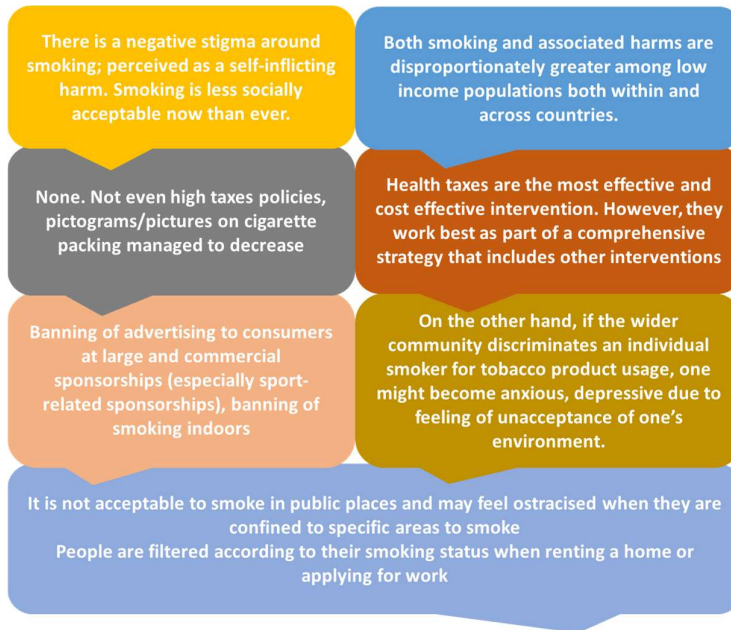 There is a negative stigma around
smoking; perceived as a self-inflicting
harm. Smoking is less socially
acceptable now than ever.
Both smoking and associated harms are
disproportionately greater among low
income populations both within and
across countries.
None. Not even high taxes policies,
pictograms/pictures on cigarette
packing managed to decrease
Health taxes are the most effective and
cost effective intervention. However, they
work best as part of a comprehensive
strategy that includes other interventions
Banning of advertising to consumers
at large and commercial
sponsorships (especially sport-
related sponsorships), banning of
smoking indoors
On the other hand, if the wider
community discriminates an individual
smoker for tobacco product usage, one
might become anxious, depressive due to
feeling of unacceptance of one’s
environment.
It is not acceptable to smoke in public places and may feel ostracised when they are
confined to specific areas to smoke
People are filtered according to their smoking status when renting a home or
applying for work